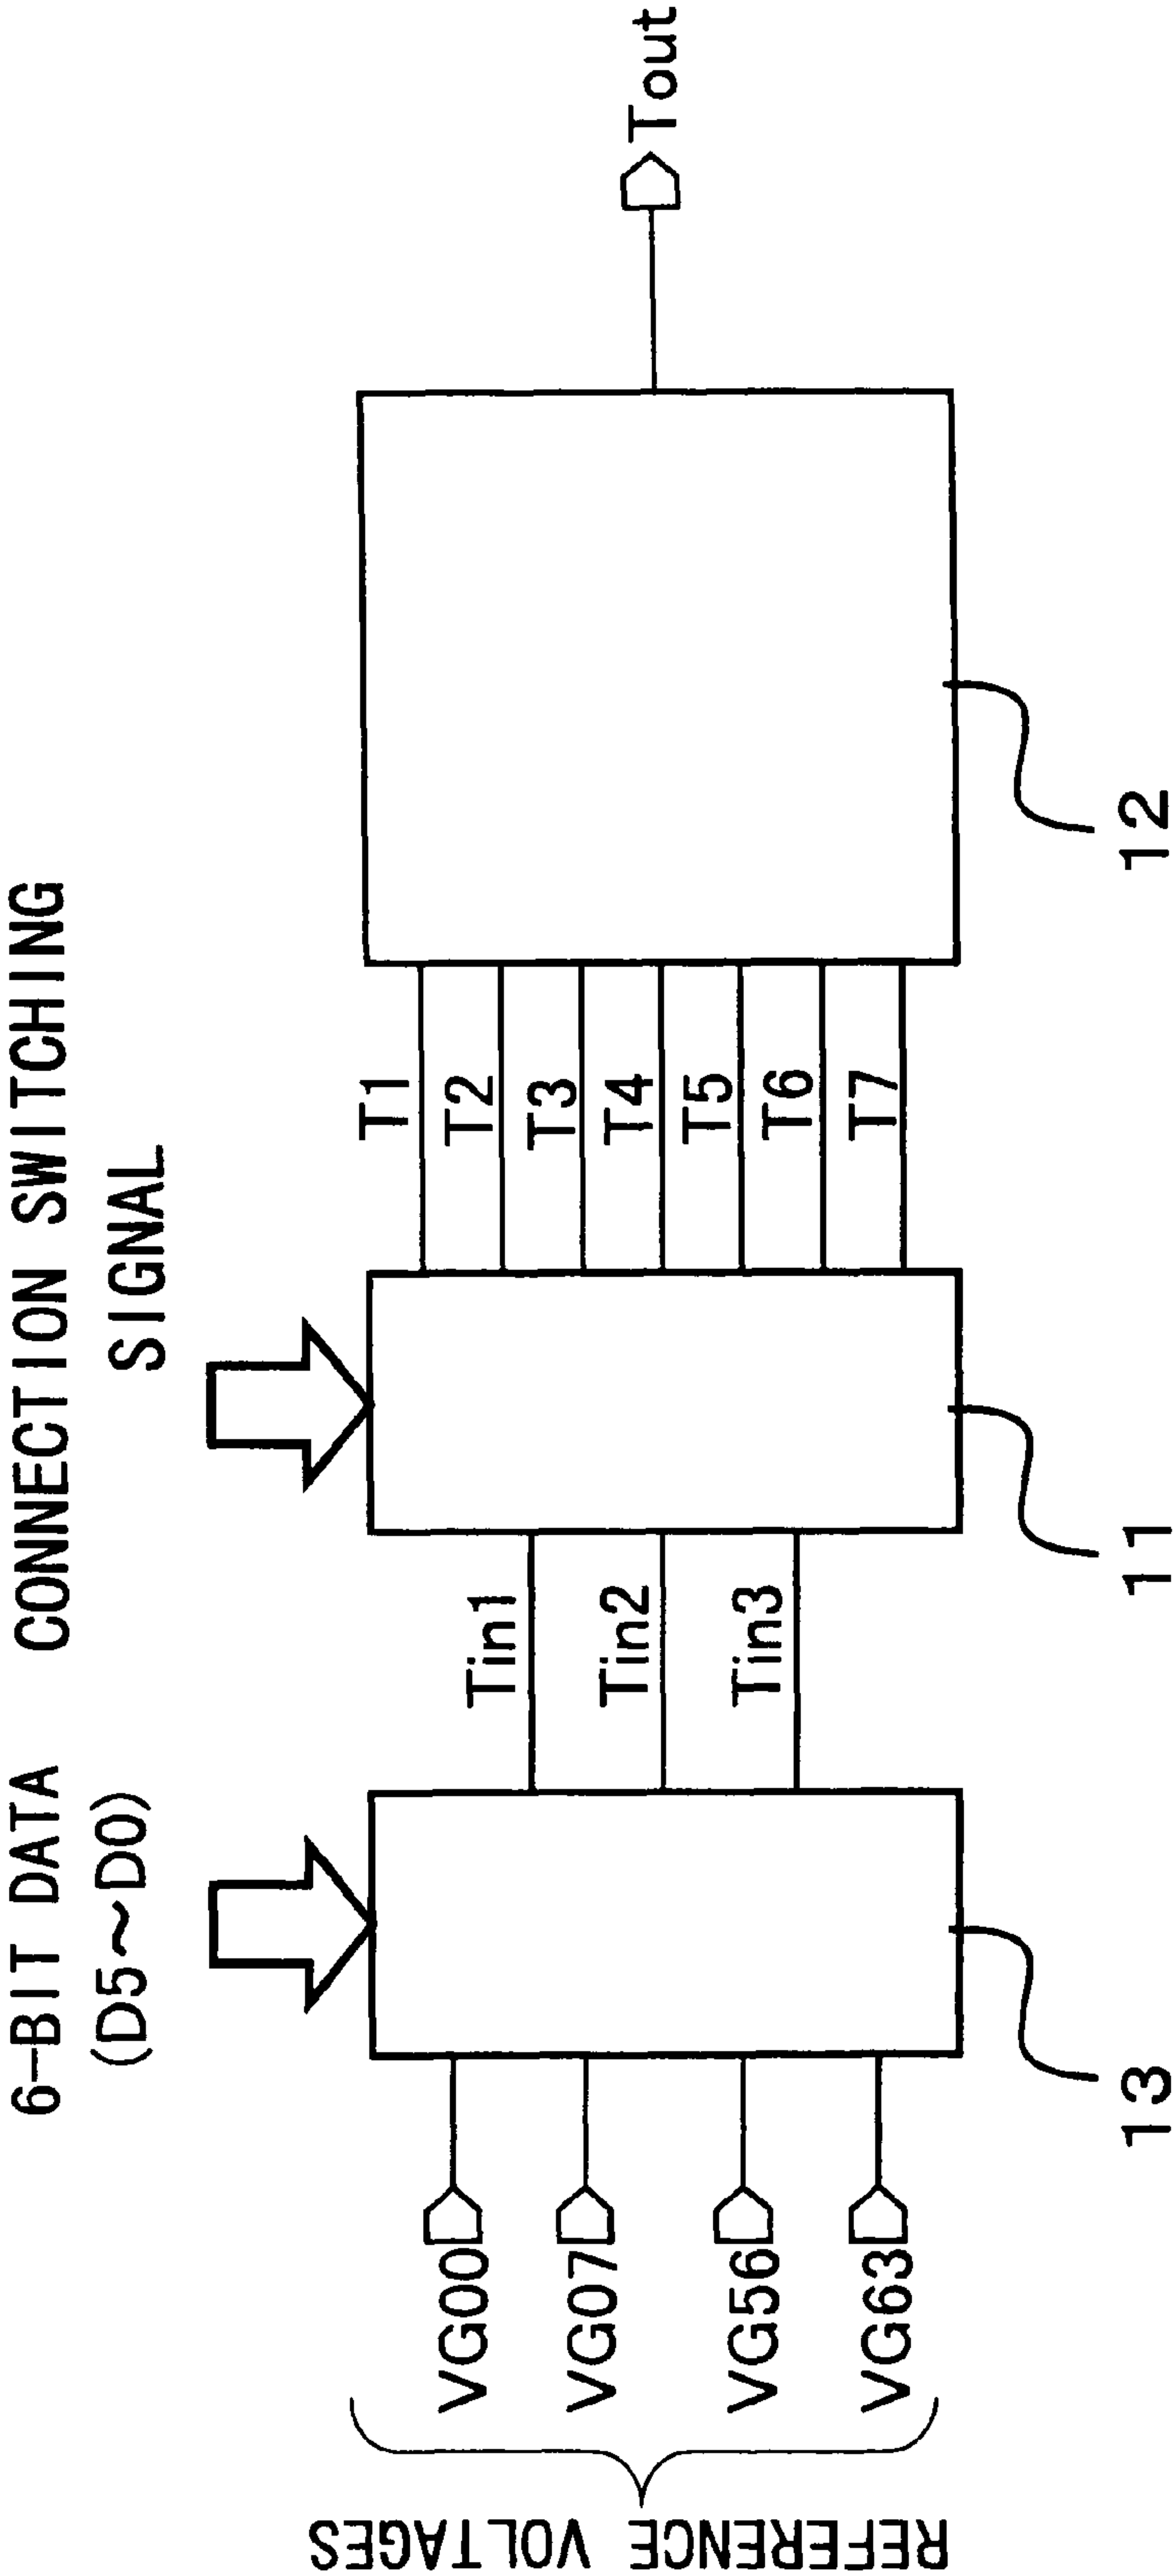 6-BIT DATA
(D5~D0)
CONNECTION SWITCHING
SIGNAL
REFERENCE VOLTAGES
VG00
VG07
VG56
VG63
Tin1
Tin2
Tin3
T1
T2
T3
T4
T5
T6
T7
Tout
13
11
12